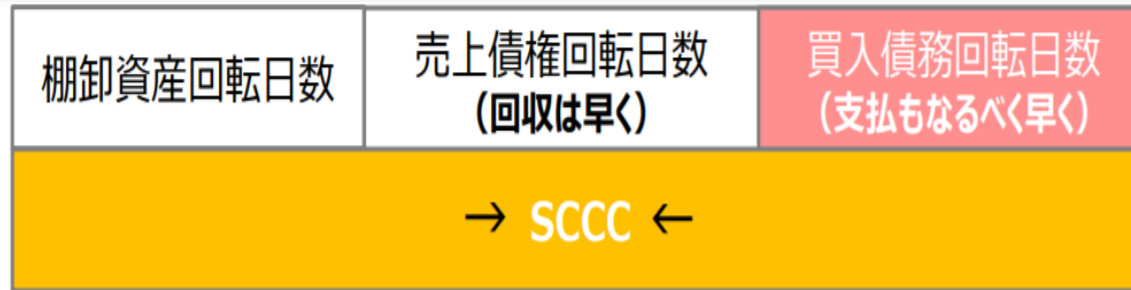 棚卸資産回転日数
売上債権回転日数
(回収は早く)
買入債務回転日数
(支払もなるべく早く)
→ SCCC ←